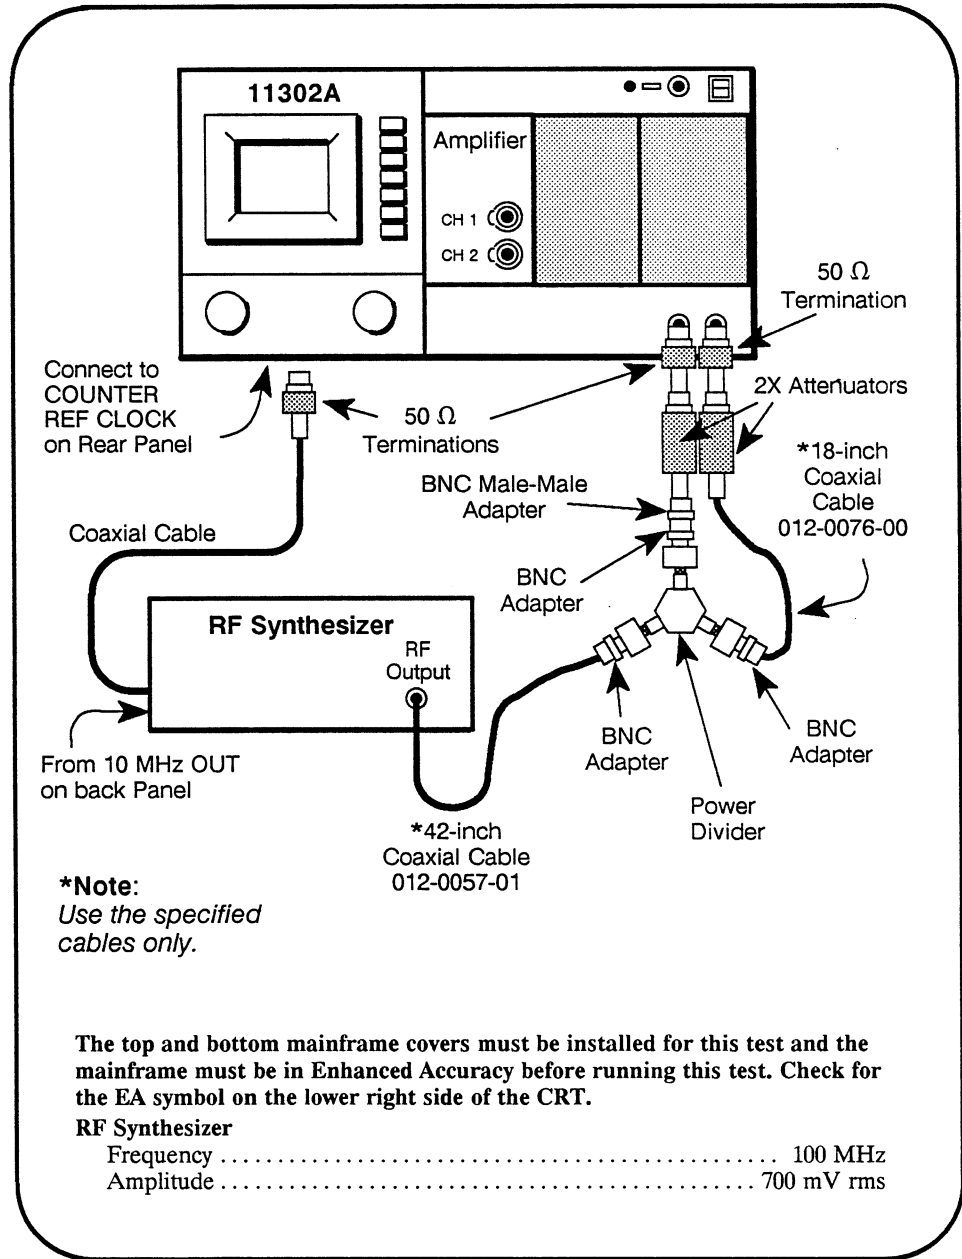 11302A
Amplifier
CH 1
CH 2
50 Ω
Termination
Connect to
COUNTER
REF CLOCK
on Rear Panel
50 Ω
Terminations
2X Attenuators
*18-inch
Coaxial
Cable
012-0076-00
BNC Male-Male
Adapter
Coaxial Cable
BNC
Adapter
RF Synthesizer
RF
Output
BNC
Adapter
BNC
Adapter
From 10 MHz OUT
on back Panel
Power
Divider
*42-inch
Coaxial Cable
012-0057-01
*Note:
Use the specified
cables only.
The top and bottom mainframe covers must be installed for this test and the
mainframe must be in Enhanced Accuracy before running this test. Check for
the EA symbol on the lower right side of the CRT.
RF Synthesizer
Frequency . . . . . . . . . . . . . . . . . . . . . . . . . . . . . . . . . . . . . . . . . . . . . . . . . 100 MHz
Amplitude . . . . . . . . . . . . . . . . . . . . . . . . . . . . . . . . . . . . . . . . . . . . . . . 700 mV rms